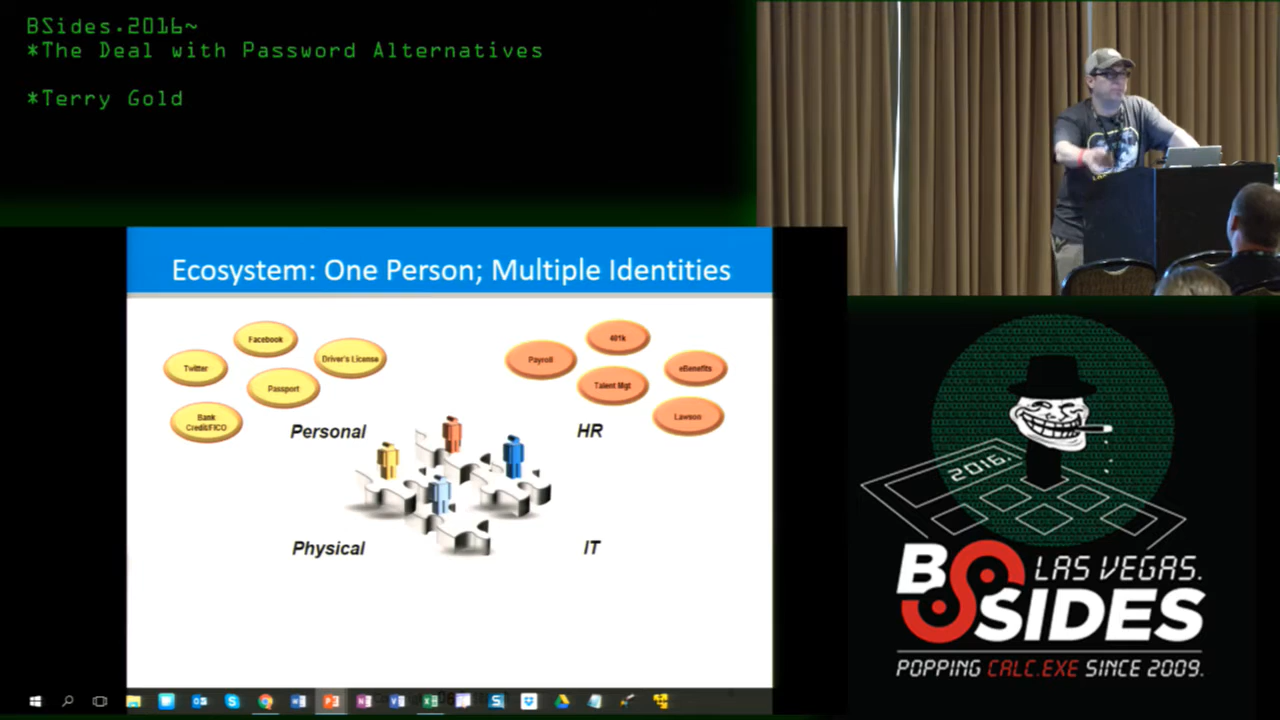 BSides.2016~
*The Deal with Password Alternatives
*Terry Gold
Ecosystem: One Person; Multiple Identities
Facebook
Twitter
Driver's License
Passport
Bank
Credit/FICO
Personal
401k
Payroll
eBenefits
Talent Mgt
Lawson
HR
Physical
IT
2016.
BSIDES
LAS VEGAS.
POPPING CALC.EXE SINCE 2009.